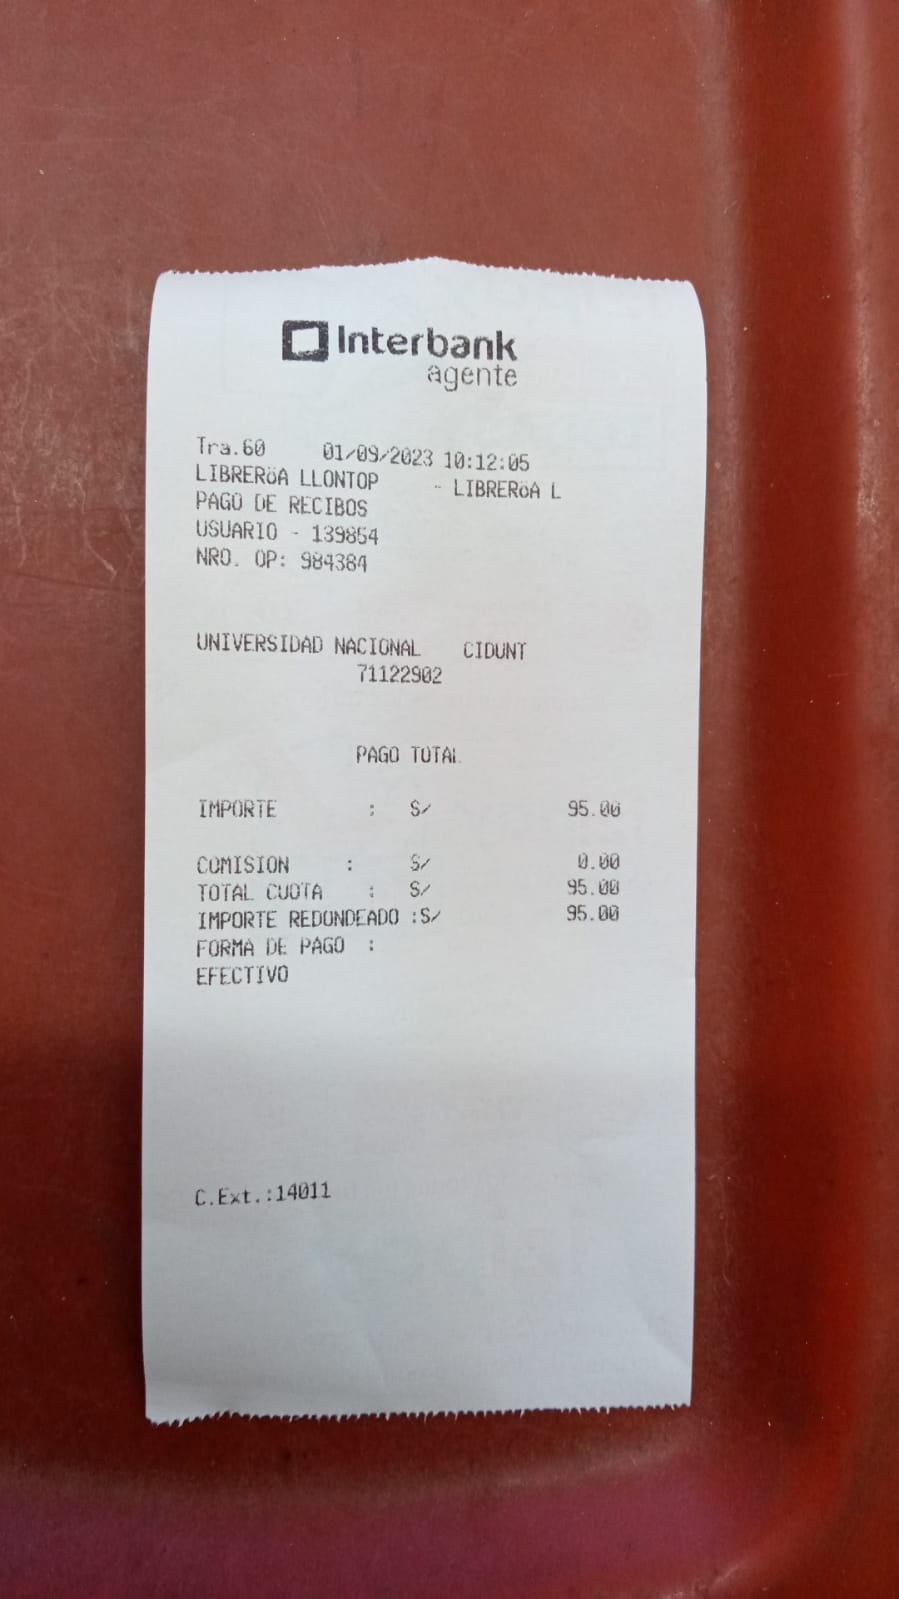 Interbank
agente
Tra.60 01/09/2023 10:12:05
LIBRERöA LLONTOP - LIBRERöA L
PAGO DE RECIBOS
USUARIO - 139854
NRO. OP: 984384
UNIVERSIDAD NACIONAL CIDUNT
71122902
PAGO TOTAL
IMPORTE : S/ 95.00
COMISION : S/ 0.00
TOTAL CUOTA : S/ 95.00
IMPORTE REDONDEADO :S/ 95.00
FORMA DE PAGO :
EFECTIVO
C.Ext.:14011